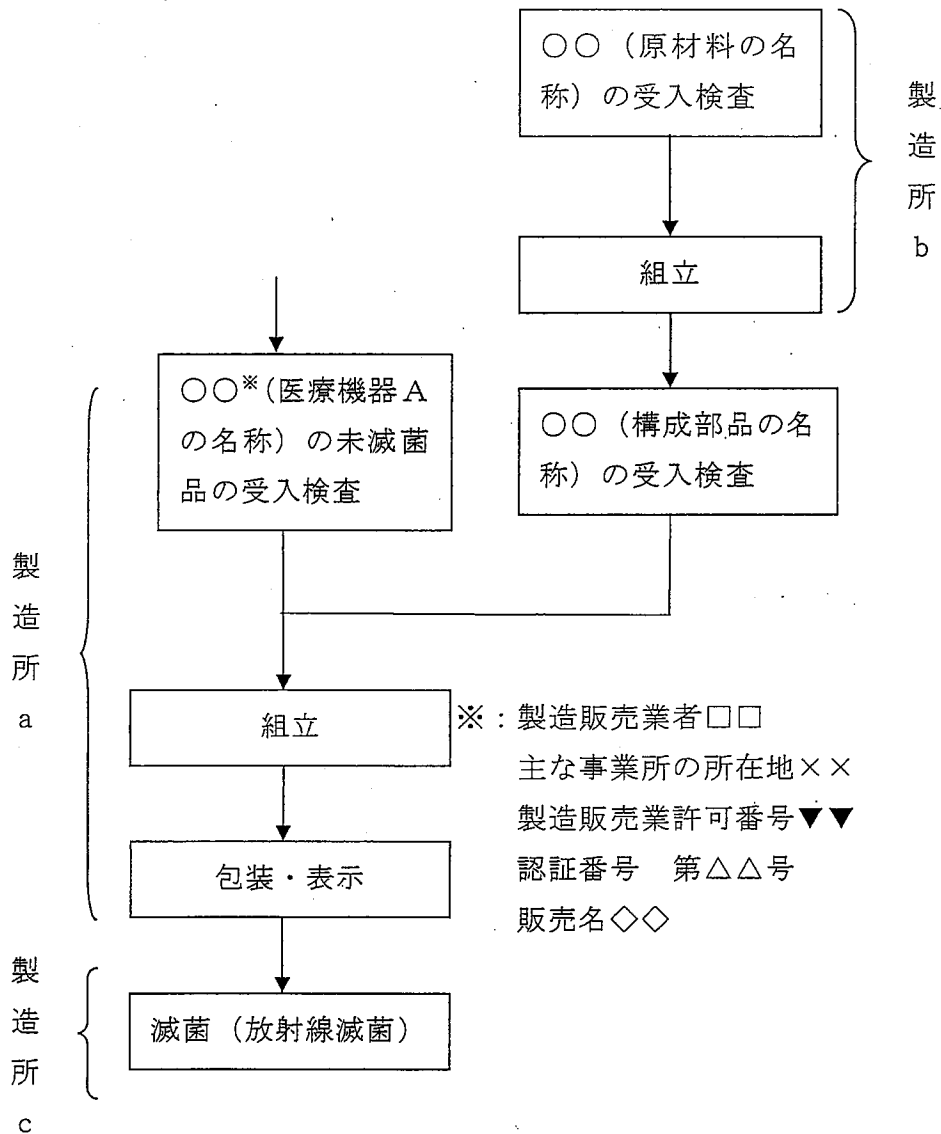 ○○（原材料の名
称）の受入検査
製
造
所
b
組立
○○※(医療機器A
の名称）の未滅菌
品の受入検査
○○（構成部品の名
称）の受入検査
製
造
所
a
組立
※：製造販売業者□□
主な事業所の所在地××
製造販売業許可番号▼▼
認証番号　第△△号
販売名◇◇
包装・表示
製
造
所
c
滅菌（放射線滅菌）